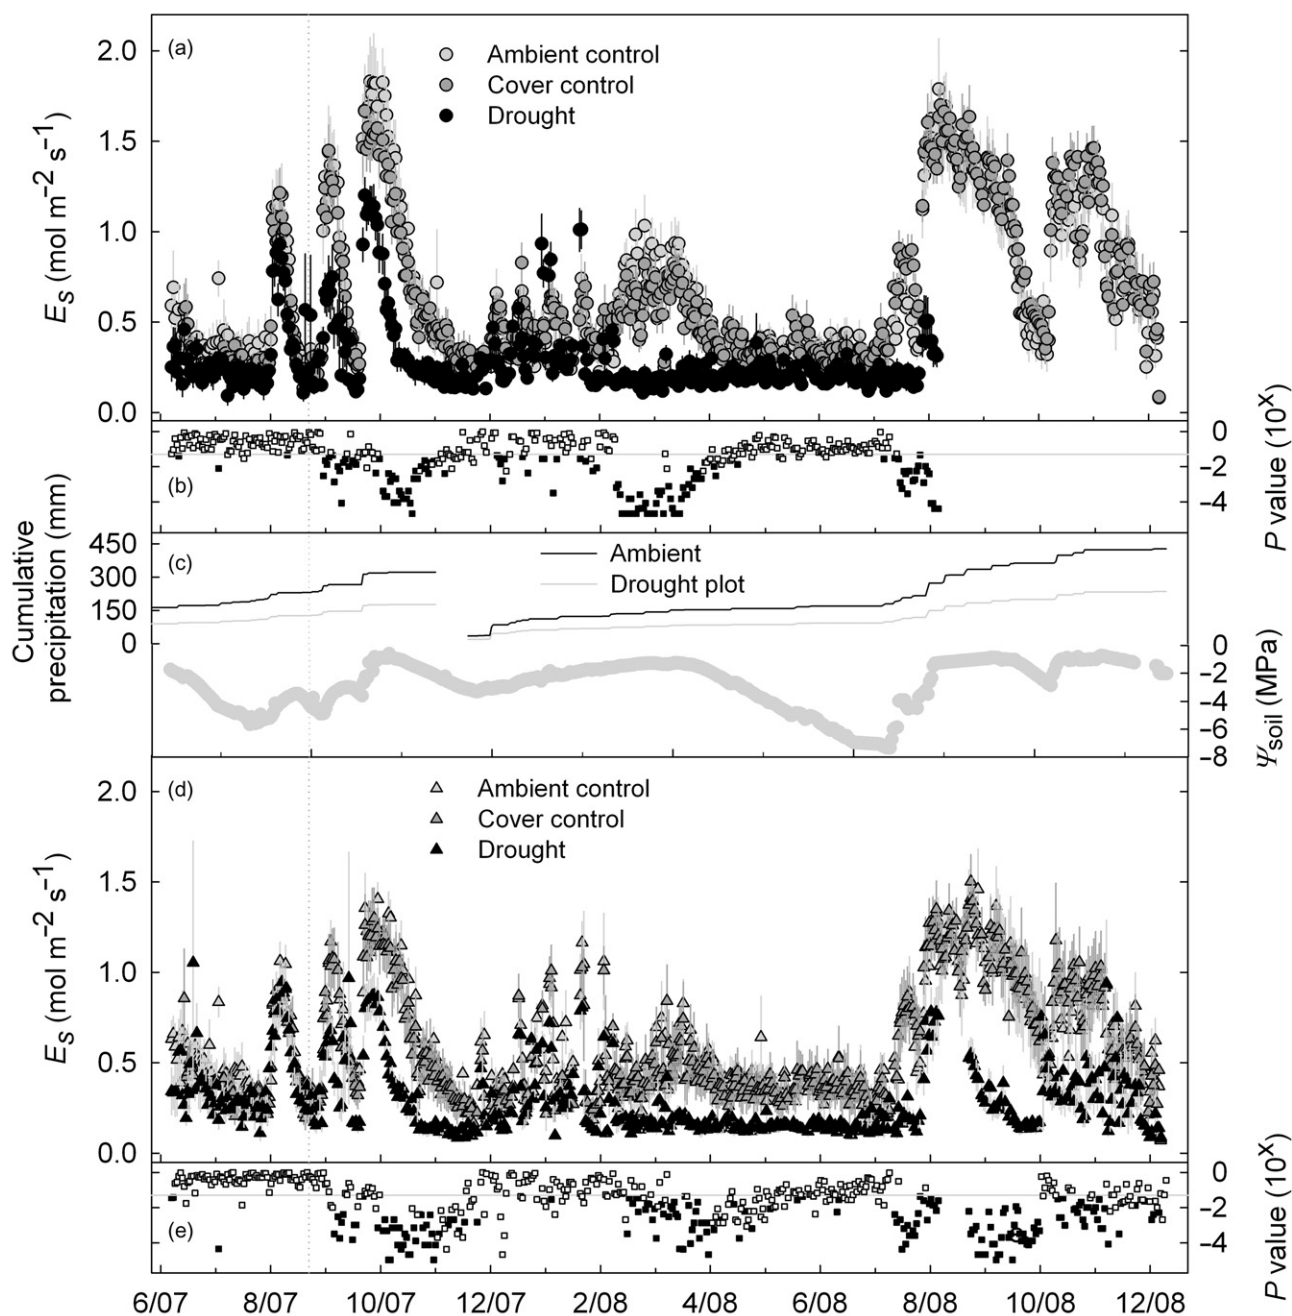 (a)
Ambient control
Cover control
Drought
2.0
1.5
1.0
0.5
0.0
E_S (mol m⁻² s⁻¹)
(b)
0
−2
−4
P value (10ˣ)
(c)
Ambient
Drought plot
450
300
150
0
Cumulative
precipitation (mm)
0
−2
−4
−6
−8
Ψ_soil (MPa)
(d)
Ambient control
Cover control
Drought
2.0
1.5
1.0
0.5
0.0
E_S (mol m⁻² s⁻¹)
(e)
0
−2
−4
P value (10ˣ)
6/07 8/07 10/07 12/07 2/08 4/08 6/08 8/08 10/08 12/08